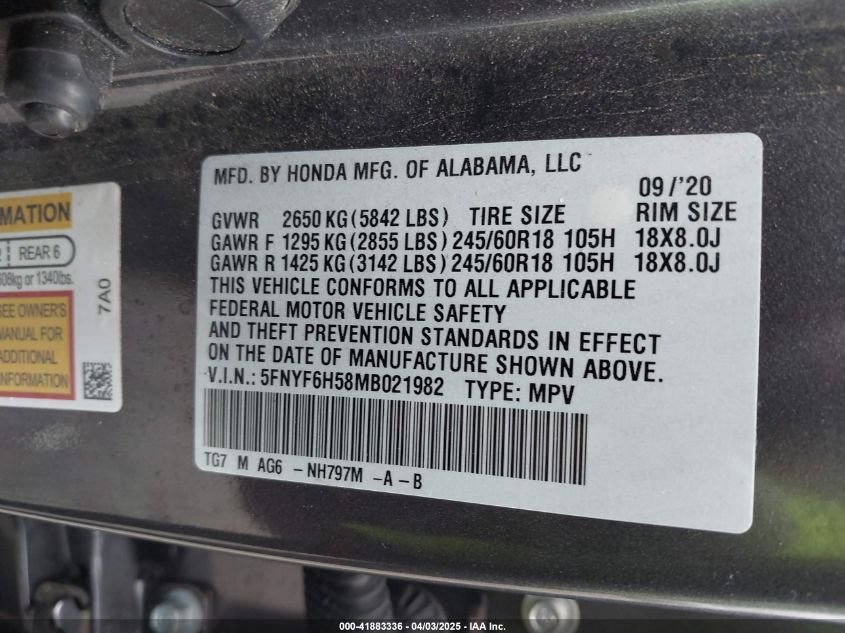 MFD. BY HONDA MFG. OF ALABAMA, LLC
09/'20
GVWR 2650 KG (5842 LBS) TIRE SIZE RIM SIZE
GAWR F 1295 KG (2855 LBS) 245/60R18 105H 18X8.0J
GAWR R 1425 KG (3142 LBS) 245/60R18 105H 18X8.0J
THIS VEHICLE CONFORMS TO ALL APPLICABLE
FEDERAL MOTOR VEHICLE SAFETY
AND THEFT PREVENTION STANDARDS IN EFFECT
ON THE DATE OF MANUFACTURE SHOWN ABOVE.
V.I.N.: 5FNYF6H58MB021982 TYPE: MPV
TG7 M AG6 -NH797M -A-B
MATION
REAR 6
608kg or 1340lbs.
SEE OWNER'S
MANUAL FOR
ADDITIONAL
INFORMATION
7A0
000-41883336 - 04/03/2025 - IAA Inc.